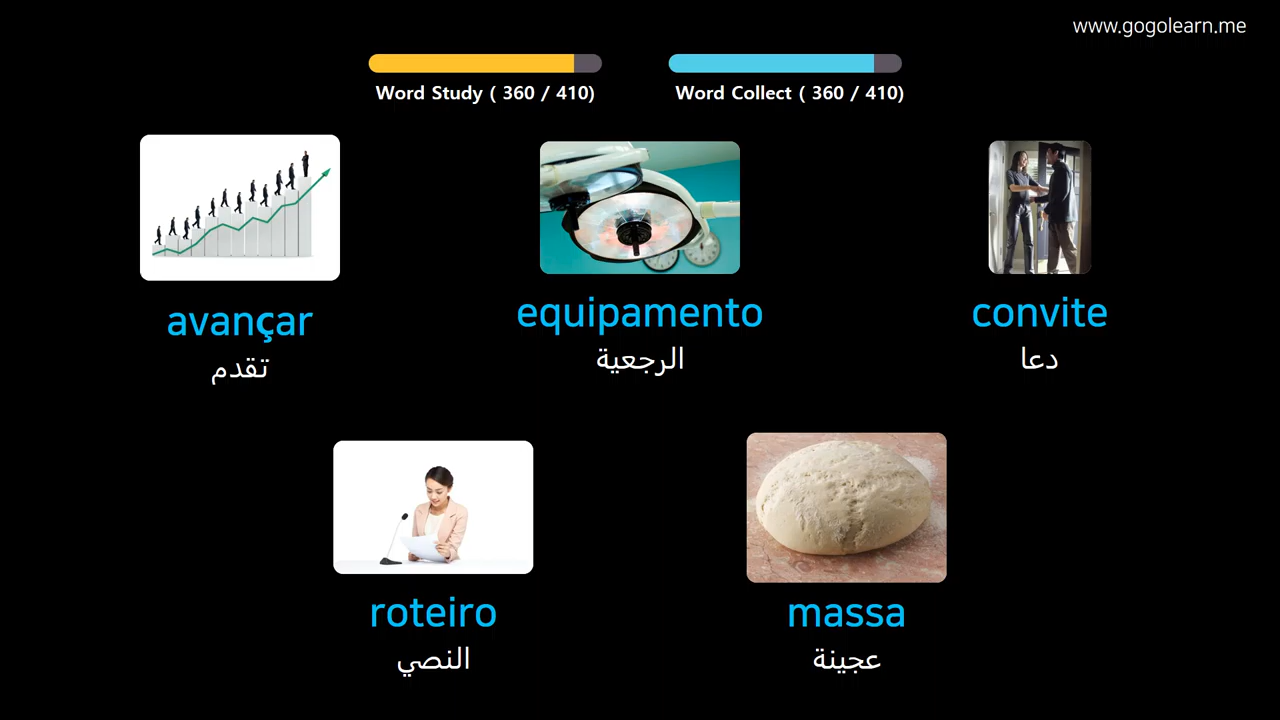 www.gogolearn.me
Word Study ( 360 / 410)
Word Collect ( 360 / 410)
avançar
تقدم
equipamento
الرجعية
convite
دعا
roteiro
النصي
massa
عجينة